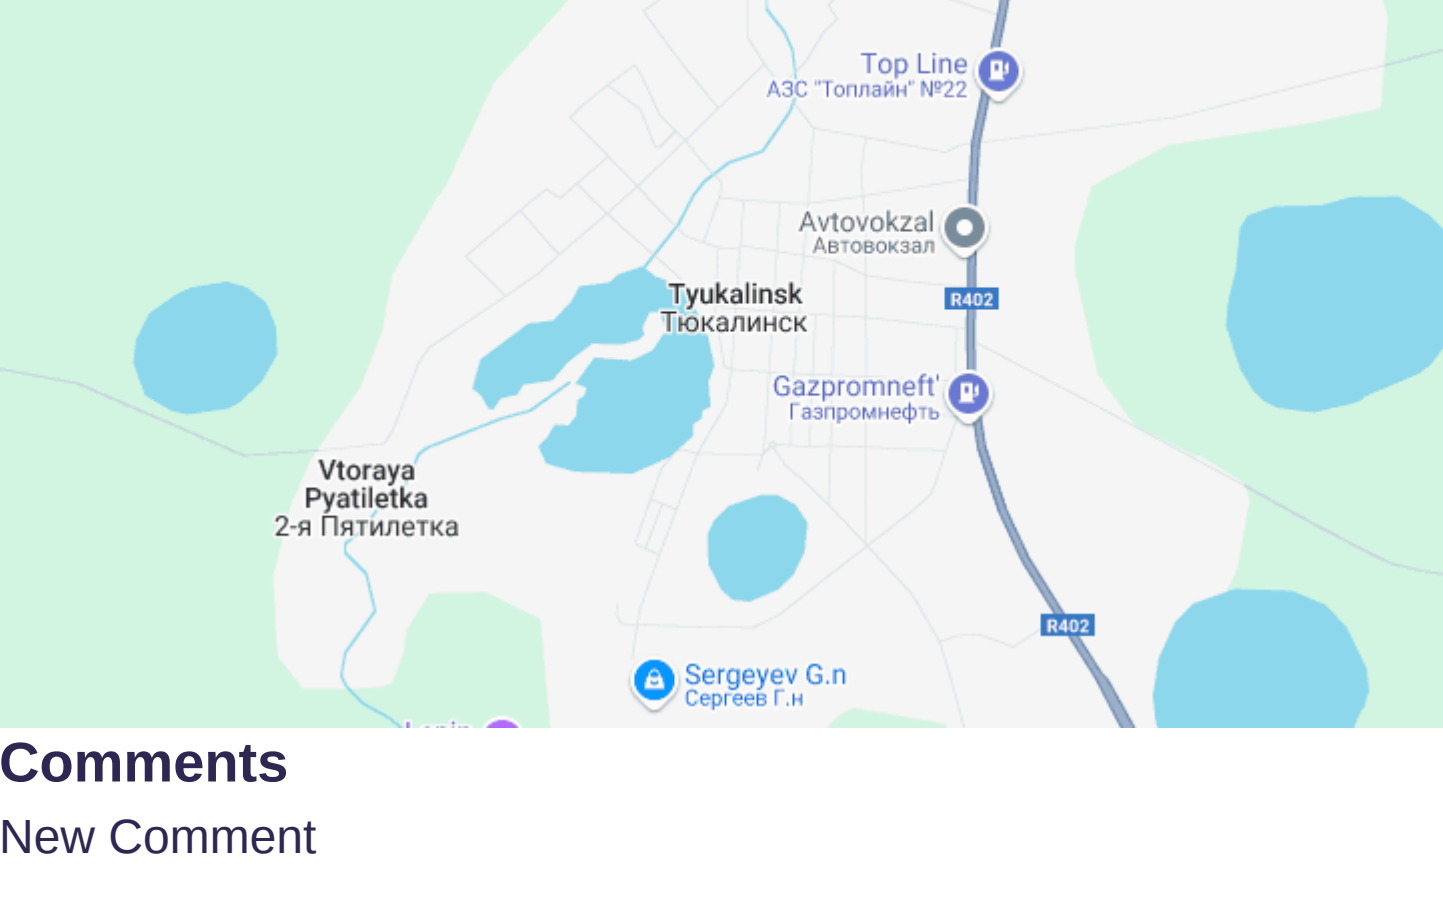 Top Line
АЗС "Топлайн" №22
Avtovokzal
Автовокзал
Tyukalinsk
Тюкалинск
R402
Gazpromneft'
Газпромнефть
Vtoraya
Pyatiletka
2-я Пятилетка
R402
Sergeyev G.n
Сергеев Г.н
Comments
New Comment